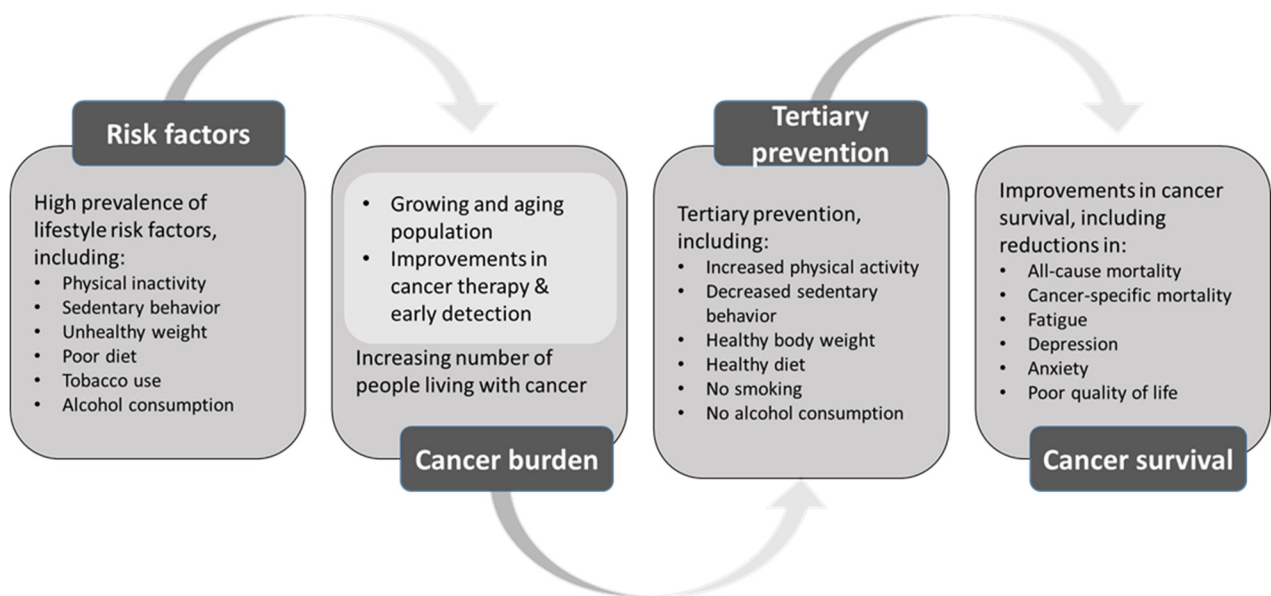 Risk factors
High prevalence of
lifestyle risk factors,
including:
• Physical inactivity
• Sedentary behavior
• Unhealthy weight
• Poor diet
• Tobacco use
• Alcohol consumption
• Growing and aging
population
• Improvements in
cancer therapy &
early detection
Increasing number of
people living with cancer
Cancer burden
Tertiary
prevention
Tertiary prevention,
including:
• Increased physical activity
• Decreased sedentary
behavior
• Healthy body weight
• Healthy diet
• No smoking
• No alcohol consumption
Improvements in cancer
survival, including
reductions in:
• All-cause mortality
• Cancer-specific mortality
• Fatigue
• Depression
• Anxiety
• Poor quality of life
Cancer survival